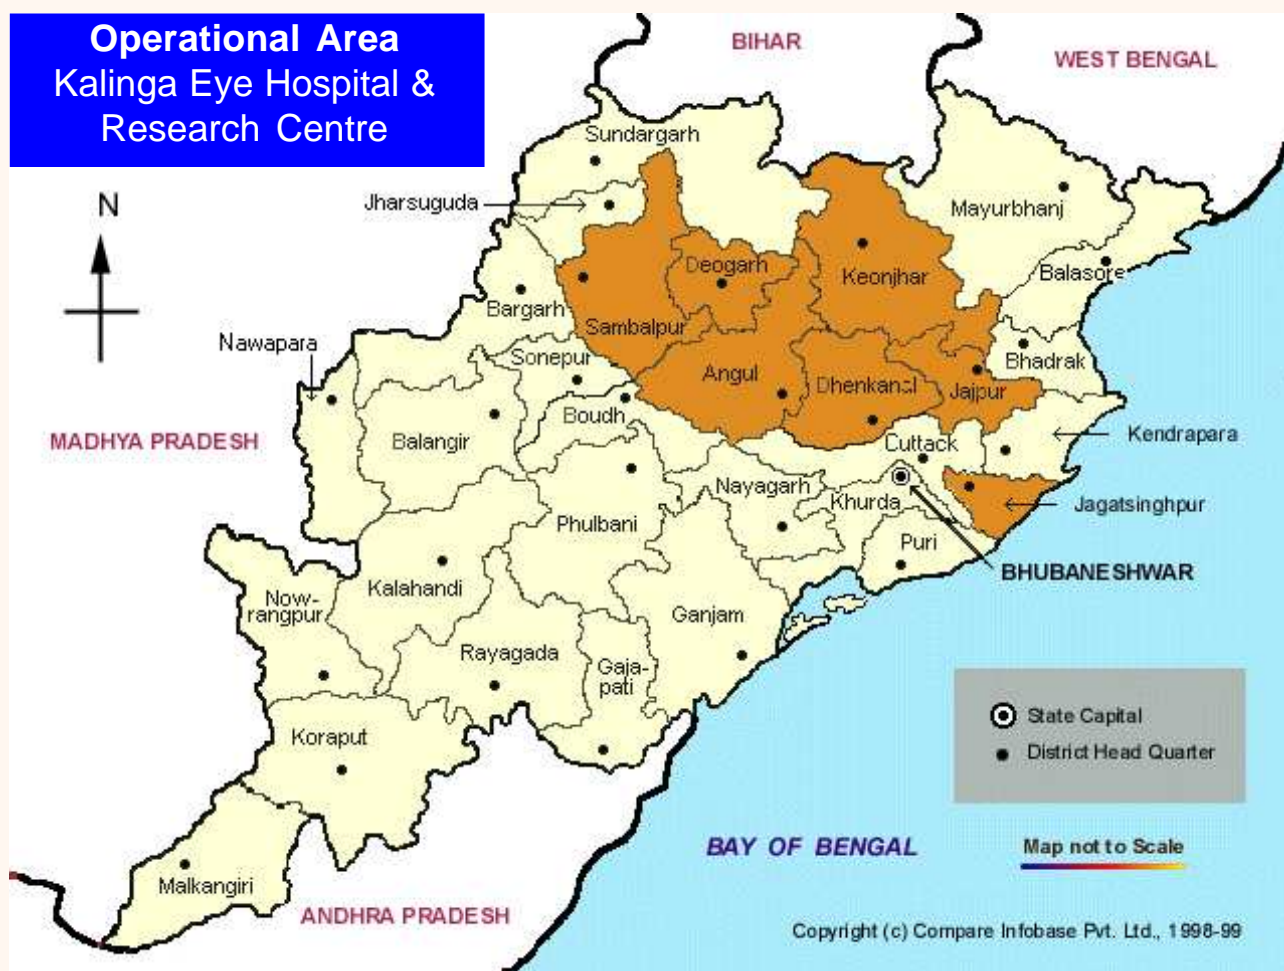 Operational Area
Kalinga Eye Hospital &
Research Centre
BIHAR
WEST BENGAL
Sundargarh
N
Jharsuguda
Mayurbhanj
Deogarh
Keonjhar
Balasore
Bargarh
Sambalpur
Nawapara
Sonepur
Bhadrak
Angul
Dhenkanal
Jajpur
Boudh
MADHYA PRADESH
Balangir
Cuttack
Kendrapara
Nayagarh
Khurda
Jagatsinghpur
Phulbani
Puri
BHUBANESHWAR
Kalahandi
Now-
rangpur
Ganjam
Rayagada
Gaja-
pati
State Capital
Koraput
District Head Quarter
BAY OF BENGAL
Map not to Scale
Malkangiri
ANDHRA PRADESH
Copyright (c) Compare Infobase Pvt. Ltd., 1998-99